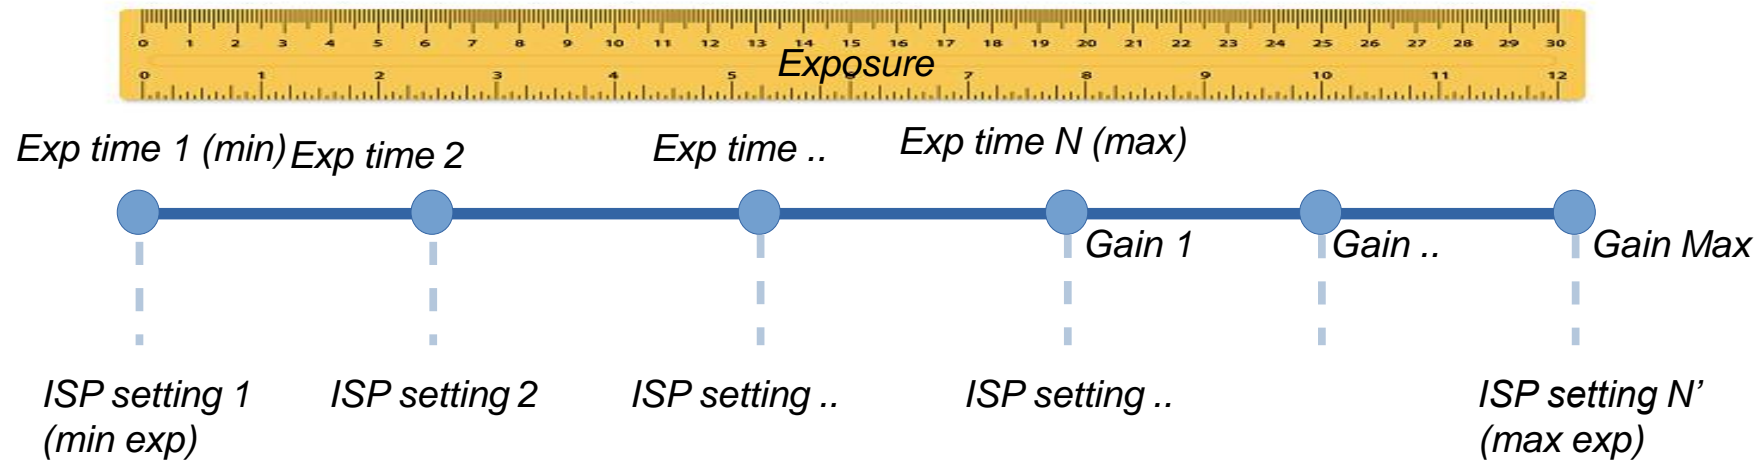 0 1 2 3 4 5 6 7 8 9 10 11 12 13 14 15 16 17 18 19 20 21 22 23 24 25 26 27 28 29 30
Exposure
0 1 2 3 4 5 6 7 8 9 10 11 12
Exp time 1 (min) Exp time 2 Exp time .. Exp time N (max)
Gain 1 Gain .. Gain Max
ISP setting 1 ISP setting 2 ISP setting .. ISP setting .. ISP setting N’
(min exp) (max exp)